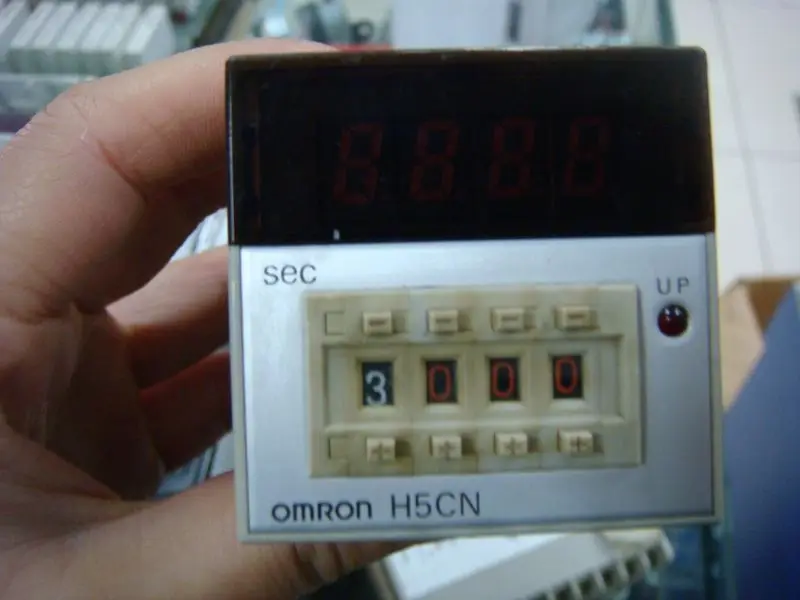 8888
sec
UP
- - - -
3000
+ + + +
omron H5CN